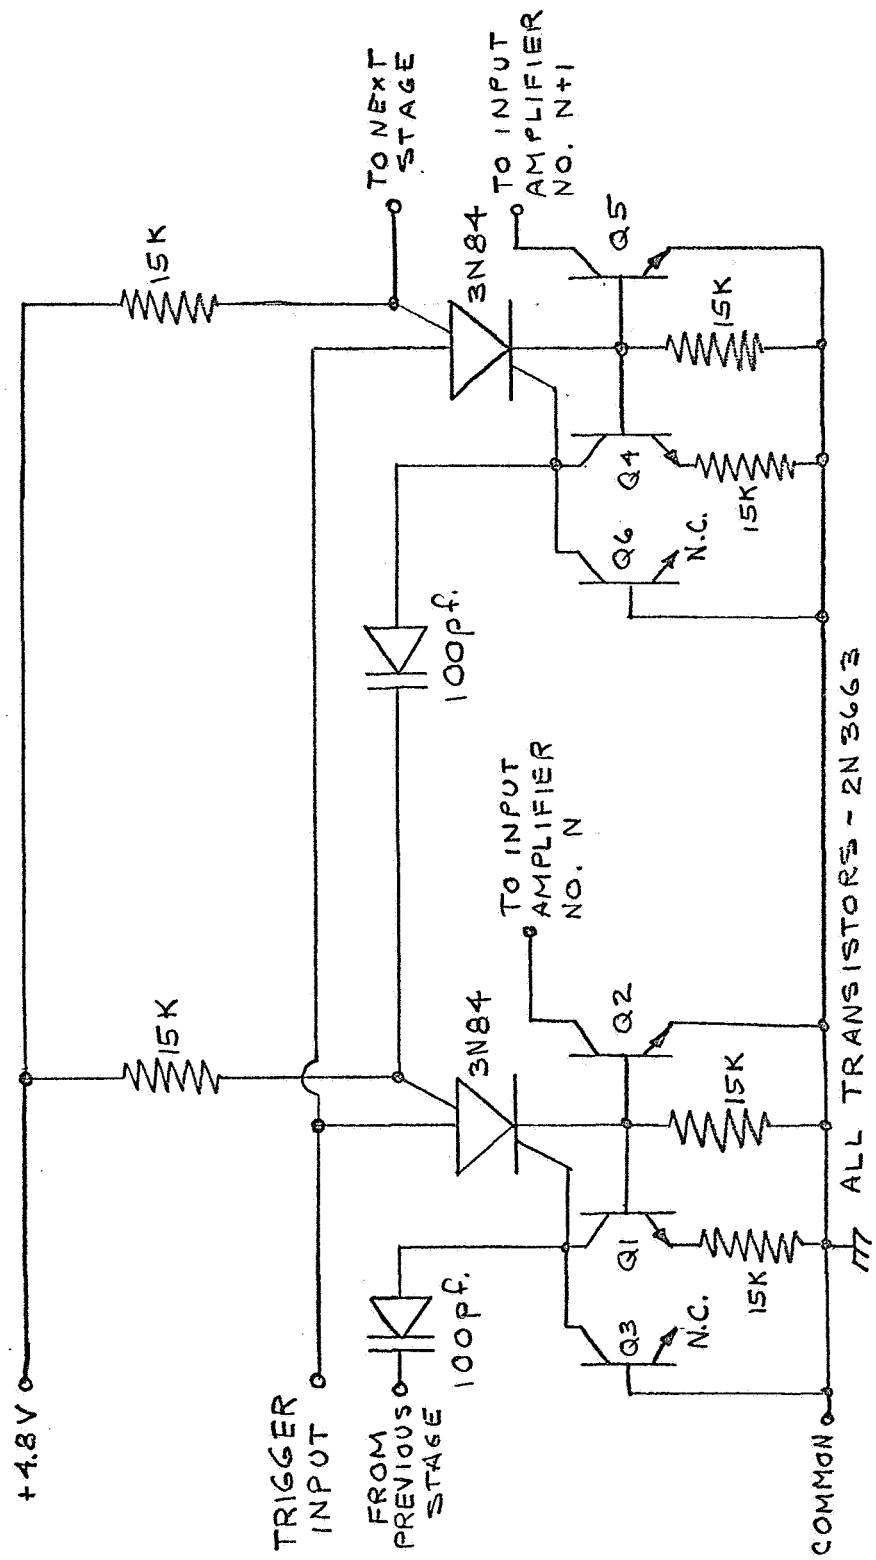 +4.8V
15K
15K
TRIGGER
INPUT
FROM
PREVIOUS
STAGE
100pf.
100pf.
TO NEXT
STAGE
3N84
3N84
TO INPUT
AMPLIFIER
NO. N
TO INPUT
AMPLIFIER
NO. N+1
Q3
N.C.
Q1
15K
Q2
15K
Q6
N.C.
Q4
15K
Q5
15K
COMMON
ALL TRANSISTORS - 2N3663